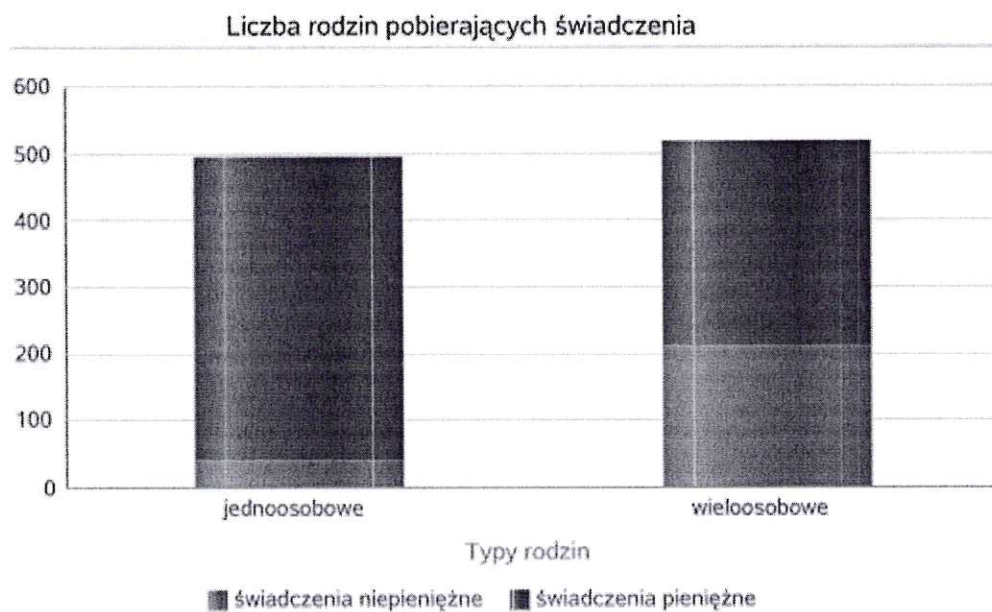 Liczba rodzin pobierających świadczenia
600
500
400
300
200
100
0
jednoosobowe
wieloosobowe
Typy rodzin
świadczenia niepieniężne
świadczenia pieniężne